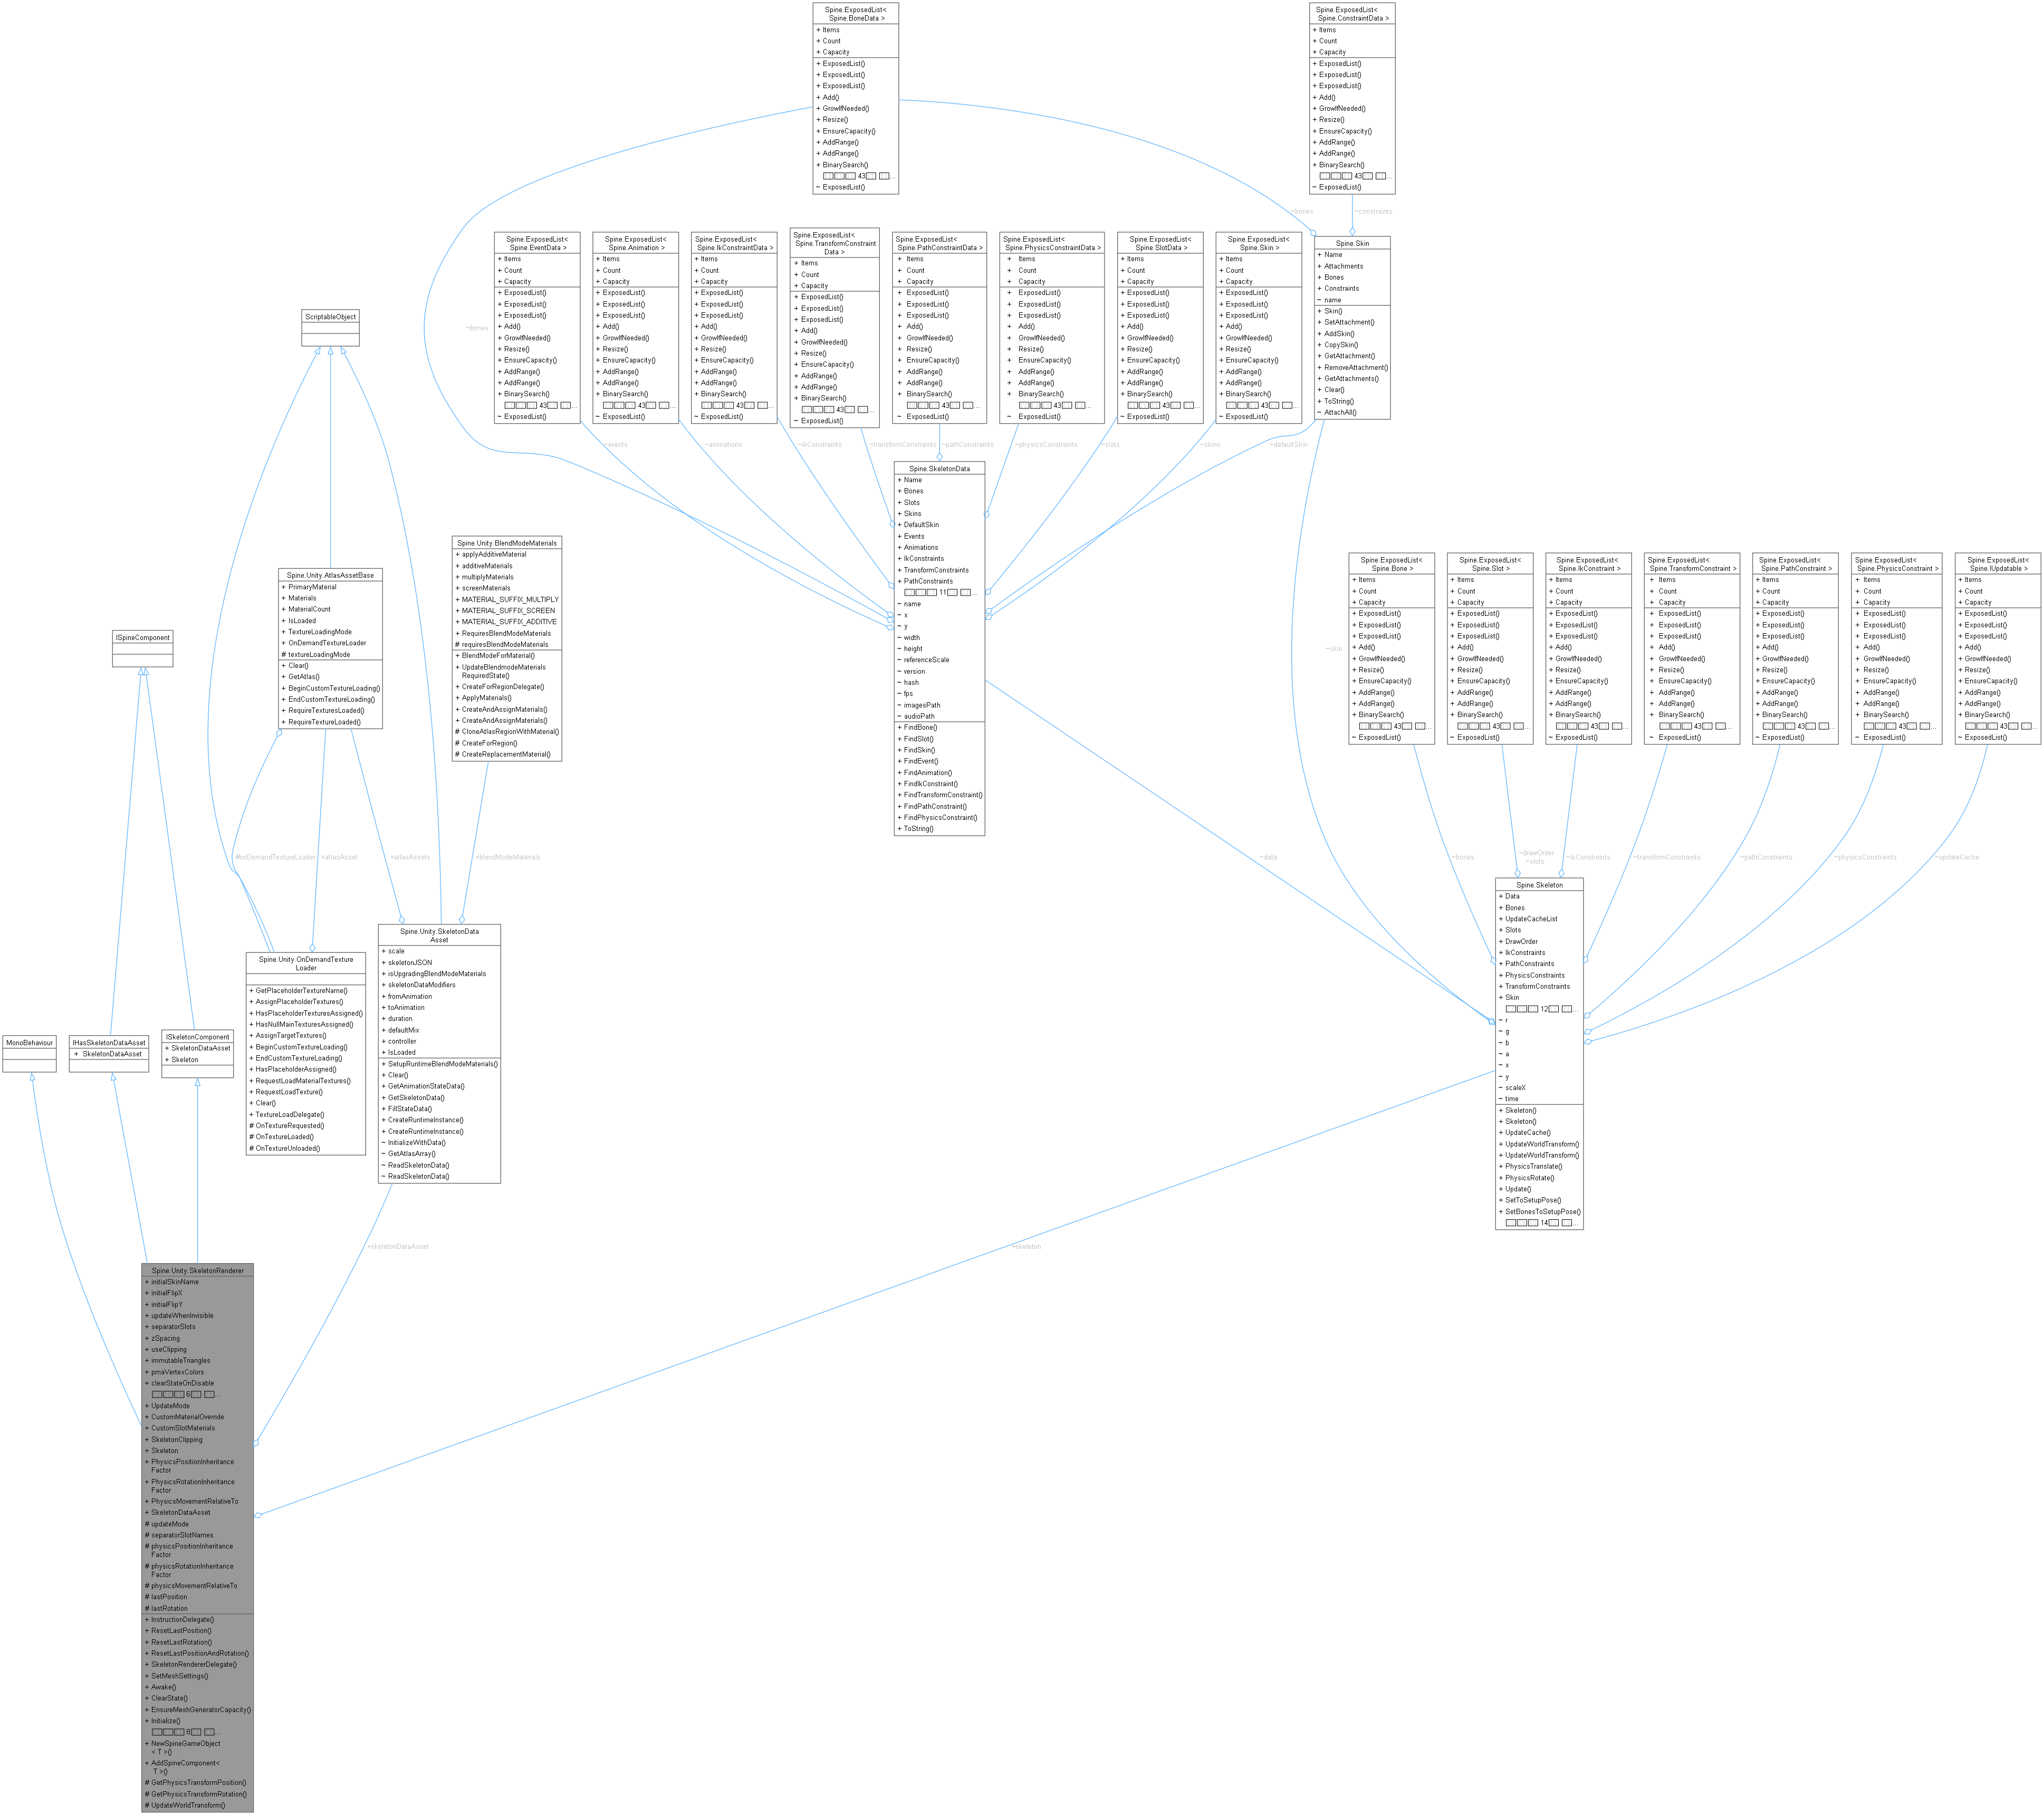 Spine.ExposedList<
Spine.BoneData >
+ Items
+ Count
+ Capacity
+ ExposedList()
+ ExposedList()
+ ExposedList()
+ Add()
+ GrowIfNeeded()
+ Resize()
+ EnsureCapacity()
+ AddRange()
+ AddRange()
+ BinarySearch()
□□□ 43□ □...
~ ExposedList()
Spine.ExposedList<
Spine.ConstraintData >
+ Items
+ Count
+ Capacity
+ ExposedList()
+ ExposedList()
+ ExposedList()
+ Add()
+ GrowIfNeeded()
+ Resize()
+ EnsureCapacity()
+ AddRange()
+ AddRange()
+ BinarySearch()
□□□ 43□ □...
~ ExposedList()
~bones
~constraints
Spine.ExposedList<
Spine.EventData >
+ Items
+ Count
+ Capacity
+ ExposedList()
+ ExposedList()
+ ExposedList()
+ Add()
+ GrowIfNeeded()
+ Resize()
+ EnsureCapacity()
+ AddRange()
+ AddRange()
+ BinarySearch()
□□□ 43□ □...
~ ExposedList()
Spine.ExposedList<
Spine.Animation >
+ Items
+ Count
+ Capacity
+ ExposedList()
+ ExposedList()
+ ExposedList()
+ Add()
+ GrowIfNeeded()
+ Resize()
+ EnsureCapacity()
+ AddRange()
+ AddRange()
+ BinarySearch()
□□□ 43□ □...
~ ExposedList()
Spine.ExposedList<
Spine.IkConstraintData >
+ Items
+ Count
+ Capacity
+ ExposedList()
+ ExposedList()
+ ExposedList()
+ Add()
+ GrowIfNeeded()
+ Resize()
+ EnsureCapacity()
+ AddRange()
+ AddRange()
+ BinarySearch()
□□□ 43□ □...
~ ExposedList()
Spine.ExposedList<
Spine.TransformConstraint
Data >
+ Items
+ Count
+ Capacity
+ ExposedList()
+ ExposedList()
+ ExposedList()
+ Add()
+ GrowIfNeeded()
+ Resize()
+ EnsureCapacity()
+ AddRange()
+ AddRange()
+ BinarySearch()
□□□ 43□ □...
~ ExposedList()
Spine.ExposedList<
Spine.PathConstraintData >
+ Items
+ Count
+ Capacity
+ ExposedList()
+ ExposedList()
+ ExposedList()
+ Add()
+ GrowIfNeeded()
+ Resize()
+ EnsureCapacity()
+ AddRange()
+ AddRange()
+ BinarySearch()
□□□ 43□ □...
~ ExposedList()
Spine.ExposedList<
Spine.PhysicsConstraintData >
+ Items
+ Count
+ Capacity
+ ExposedList()
+ ExposedList()
+ ExposedList()
+ Add()
+ GrowIfNeeded()
+ Resize()
+ EnsureCapacity()
+ AddRange()
+ AddRange()
+ BinarySearch()
□□□ 43□ □...
~ ExposedList()
Spine.ExposedList<
Spine.SlotData >
+ Items
+ Count
+ Capacity
+ ExposedList()
+ ExposedList()
+ ExposedList()
+ Add()
+ GrowIfNeeded()
+ Resize()
+ EnsureCapacity()
+ AddRange()
+ AddRange()
+ BinarySearch()
□□□ 43□ □...
~ ExposedList()
Spine.ExposedList<
Spine.Skin >
+ Items
+ Count
+ Capacity
+ ExposedList()
+ ExposedList()
+ ExposedList()
+ Add()
+ GrowIfNeeded()
+ Resize()
+ EnsureCapacity()
+ AddRange()
+ AddRange()
+ BinarySearch()
□□□ 43□ □...
~ ExposedList()
Spine.Skin
+ Name
+ Attachments
+ Bones
+ Constraints
~ name
+ Skin()
+ SetAttachment()
+ AddSkin()
+ CopySkin()
+ GetAttachment()
+ RemoveAttachment()
+ GetAttachments()
+ Clear()
+ ToString()
~ AttachAll()
ScriptableObject
~bones
~events
~animations
~ikConstraints
~transformConstraints
~pathConstraints
~physicsConstraints
~slots
~skins
~defaultSkin
Spine.SkeletonData
+ Name
+ Bones
+ Slots
+ Skins
+ DefaultSkin
+ Events
+ Animations
+ IkConstraints
+ TransformConstraints
+ PathConstraints
□□□ 11□ □...
~ name
~ x
~ y
~ width
~ height
~ referenceScale
~ version
~ hash
~ fps
~ imagesPath
~ audioPath
+ FindBone()
+ FindSlot()
+ FindSkin()
+ FindEvent()
+ FindAnimation()
+ FindIkConstraint()
+ FindTransformConstraint()
+ FindPathConstraint()
+ FindPhysicsConstraint()
+ ToString()
Spine.Unity.BlendModeMaterials
+ applyAdditiveMaterial
+ additiveMaterials
+ multiplyMaterials
+ screenMaterials
+ MATERIAL_SUFFIX_MULTIPLY
+ MATERIAL_SUFFIX_SCREEN
+ MATERIAL_SUFFIX_ADDITIVE
+ RequiresBlendModeMaterials
# requiresBlendModeMaterials
+ BlendModeForMaterial()
+ UpdateBlendmodeMaterials
RequiredState()
+ CreateForRegionDelegate()
+ ApplyMaterials()
+ CreateAndAssignMaterials()
+ CreateAndAssignMaterials()
# CloneAtlasRegionWithMaterial()
# CreateForRegion()
# CreateReplacementMaterial()
Spine.Unity.AtlasAssetBase
+ PrimaryMaterial
+ Materials
+ MaterialCount
+ IsLoaded
+ TextureLoadingMode
+ OnDemandTextureLoader
# textureLoadingMode
+ Clear()
+ GetAtlas()
+ BeginCustomTextureLoading()
+ EndCustomTextureLoading()
+ RequireTexturesLoaded()
+ RequireTextureLoaded()
ISpineComponent
~skin
Spine.ExposedList<
Spine.Bone >
+ Items
+ Count
+ Capacity
+ ExposedList()
+ ExposedList()
+ ExposedList()
+ Add()
+ GrowIfNeeded()
+ Resize()
+ EnsureCapacity()
+ AddRange()
+ AddRange()
+ BinarySearch()
□□□ 43□ □...
~ ExposedList()
Spine.ExposedList<
Spine.Slot >
+ Items
+ Count
+ Capacity
+ ExposedList()
+ ExposedList()
+ ExposedList()
+ Add()
+ GrowIfNeeded()
+ Resize()
+ EnsureCapacity()
+ AddRange()
+ AddRange()
+ BinarySearch()
□□□ 43□ □...
~ ExposedList()
Spine.ExposedList<
Spine.IkConstraint >
+ Items
+ Count
+ Capacity
+ ExposedList()
+ ExposedList()
+ ExposedList()
+ Add()
+ GrowIfNeeded()
+ Resize()
+ EnsureCapacity()
+ AddRange()
+ AddRange()
+ BinarySearch()
□□□ 43□ □...
~ ExposedList()
Spine.ExposedList<
Spine.TransformConstraint >
+ Items
+ Count
+ Capacity
+ ExposedList()
+ ExposedList()
+ ExposedList()
+ Add()
+ GrowIfNeeded()
+ Resize()
+ EnsureCapacity()
+ AddRange()
+ AddRange()
+ BinarySearch()
□□□ 43□ □...
~ ExposedList()
Spine.ExposedList<
Spine.PathConstraint >
+ Items
+ Count
+ Capacity
+ ExposedList()
+ ExposedList()
+ ExposedList()
+ Add()
+ GrowIfNeeded()
+ Resize()
+ EnsureCapacity()
+ AddRange()
+ AddRange()
+ BinarySearch()
□□□ 43□ □...
~ ExposedList()
Spine.ExposedList<
Spine.PhysicsConstraint >
+ Items
+ Count
+ Capacity
+ ExposedList()
+ ExposedList()
+ ExposedList()
+ Add()
+ GrowIfNeeded()
+ Resize()
+ EnsureCapacity()
+ AddRange()
+ AddRange()
+ BinarySearch()
□□□ 43□ □...
~ ExposedList()
Spine.ExposedList<
Spine.IUpdatable >
+ Items
+ Count
+ Capacity
+ ExposedList()
+ ExposedList()
+ ExposedList()
+ Add()
+ GrowIfNeeded()
+ Resize()
+ EnsureCapacity()
+ AddRange()
+ AddRange()
+ BinarySearch()
□□□ 43□ □...
~ ExposedList()
#onDemandTextureLoader
+atlasAsset
+atlasAssets
+blendModeMaterials
~data
~bones
~drawOrder
~slots
~ikConstraints
~transformConstraints
~pathConstraints
~physicsConstraints
~updateCache
Spine.Skeleton
+ Data
+ Bones
+ UpdateCacheList
+ Slots
+ DrawOrder
+ IkConstraints
+ PathConstraints
+ PhysicsConstraints
+ TransformConstraints
+ Skin
□□□ 12□ □...
~ r
~ g
~ b
~ a
~ x
~ y
~ scaleX
~ time
+ Skeleton()
+ Skeleton()
+ UpdateCache()
+ UpdateWorldTransform()
+ UpdateWorldTransform()
+ PhysicsTranslate()
+ PhysicsRotate()
+ Update()
+ SetToSetupPose()
+ SetBonesToSetupPose()
□□□ 14□ □...
Spine.Unity.SkeletonData
Asset
+ scale
+ skeletonJSON
+ isUpgradingBlendModeMaterials
+ skeletonDataModifiers
+ fromAnimation
+ toAnimation
+ duration
+ defaultMix
+ controller
+ IsLoaded
+ SetupRuntimeBlendModeMaterials()
+ Clear()
+ GetAnimationStateData()
+ GetSkeletonData()
+ FillStateData()
+ CreateRuntimeInstance()
+ CreateRuntimeInstance()
~ InitializeWithData()
~ GetAtlasArray()
~ ReadSkeletonData()
~ ReadSkeletonData()
Spine.Unity.OnDemandTexture
Loader
+ GetPlaceholderTextureName()
+ AssignPlaceholderTextures()
+ HasPlaceholderTexturesAssigned()
+ HasNullMainTexturesAssigned()
+ AssignTargetTextures()
+ BeginCustomTextureLoading()
+ EndCustomTextureLoading()
+ HasPlaceholderAssigned()
+ RequestLoadMaterialTextures()
+ RequestLoadTexture()
+ Clear()
+ TextureLoadDelegate()
# OnTextureRequested()
# OnTextureLoaded()
# OnTextureUnloaded()
MonoBehaviour
IHasSkeletonDataAsset
+ SkeletonDataAsset
ISkeletonComponent
+ SkeletonDataAsset
+ Skeleton
+skeletonDataAsset
+skeleton
Spine.Unity.SkeletonRenderer
+ initialSkinName
+ initialFlipX
+ initialFlipY
+ updateWhenInvisible
+ separatorSlots
+ zSpacing
+ useClipping
+ immutableTriangles
+ pmaVertexColors
+ clearStateOnDisable
□□□ 6□ □...
+ UpdateMode
+ CustomMaterialOverride
+ CustomSlotMaterials
+ SkeletonClipping
+ Skeleton
+ PhysicsPositionInheritance
Factor
+ PhysicsRotationInheritance
Factor
+ PhysicsMovementRelativeTo
+ SkeletonDataAsset
# updateMode
# separatorSlotNames
# physicsPositionInheritance
Factor
# physicsRotationInheritance
Factor
# physicsMovementRelativeTo
# lastPosition
# lastRotation
+ InstructionDelegate()
+ ResetLastPosition()
+ ResetLastRotation()
+ ResetLastPositionAndRotation()
+ SkeletonRendererDelegate()
+ SetMeshSettings()
+ Awake()
+ ClearState()
+ EnsureMeshGeneratorCapacity()
+ Initialize()
□□□ 8□ □...
+ NewSpineGameObject
< T >()
+ AddSpineComponent<
T >()
# GetPhysicsTransformPosition()
# GetPhysicsTransformRotation()
# UpdateWorldTransform()